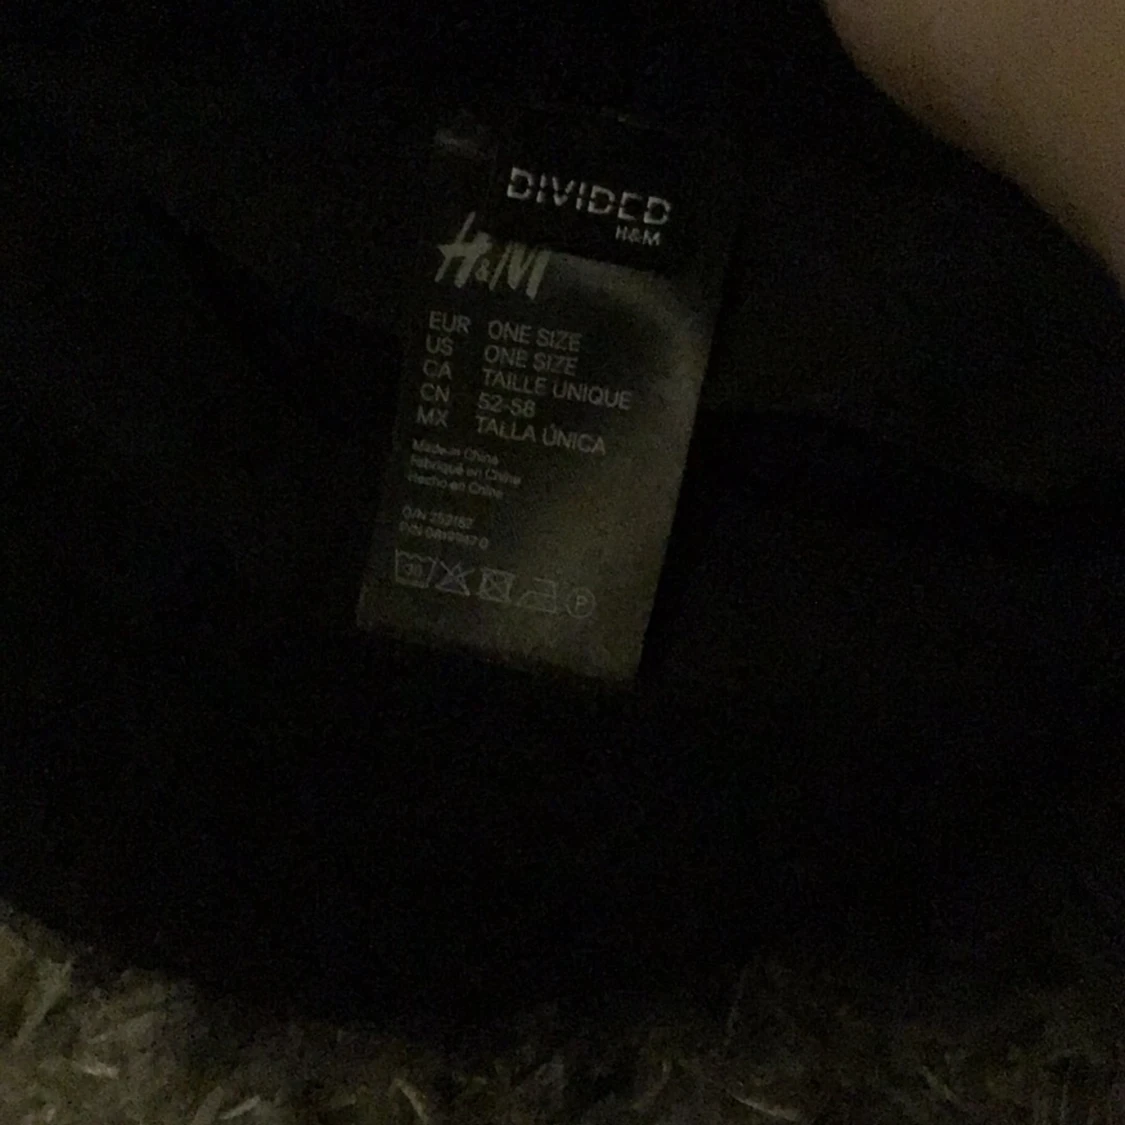 DIVIDED
H&M
H&M
EUR ONE SIZE
US ONE SIZE
CA TAILLE UNIQUE
CN 52-58
MX TALLA ÚNICA
Made in China
fabriqué en Chine
Hecho en China
O/N
P/N
30
P